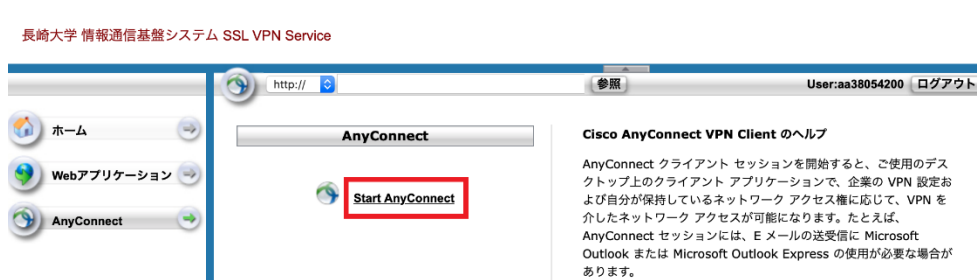 長崎大学 情報通信基盤システム SSL VPN Service
http://
参照
User:aa38054200
ログアウト
ホーム
Webアプリケーション
AnyConnect
AnyConnect
Start AnyConnect
Cisco AnyConnect VPN Client のヘルプ
AnyConnect クライアント セッションを開始すると、ご使用のデス
クトップ上のクライアント アプリケーションで、企業の VPN 設定お
よび自分が保持しているネットワーク アクセス権に応じて、VPN を
介したネットワーク アクセスが可能になります。たとえば、
AnyConnect セッションには、E メールの送受信に Microsoft
Outlook または Microsoft Outlook Express の使用が必要な場合が
あります。